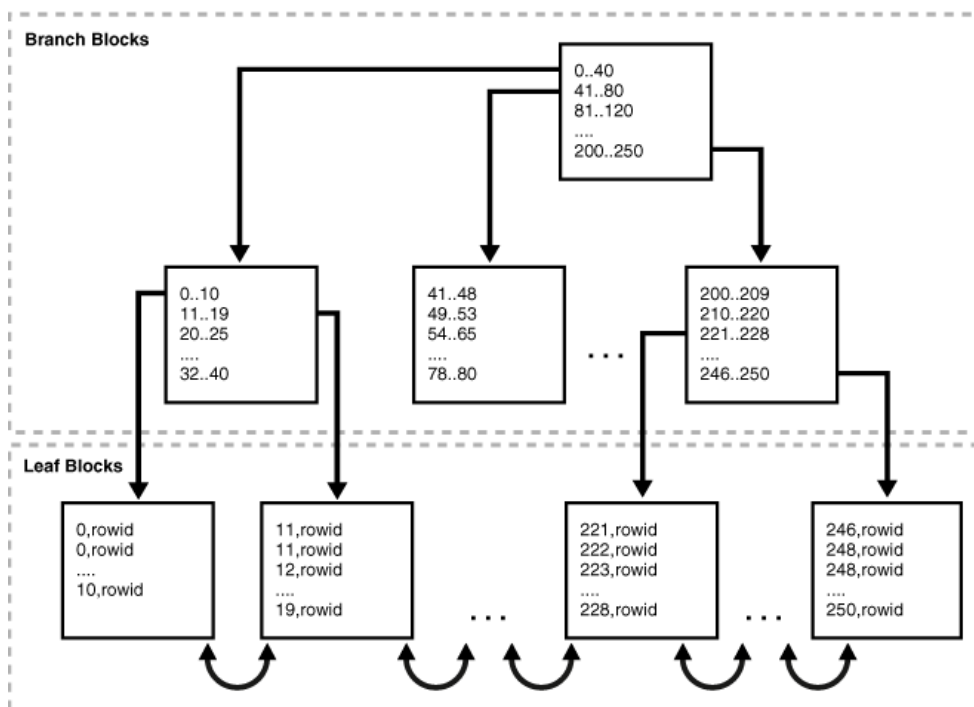 Branch Blocks
0..40
41..80
81..120
....
200..250
0..10
11..19
20..25
....
32..40
41..48
49..53
54..65
....
78..80
...
200..209
210..220
221..228
....
246..250
Leaf Blocks
0,rowid
0,rowid
....
10,rowid
11,rowid
11,rowid
12,rowid
....
19,rowid
...
221,rowid
222,rowid
223,rowid
....
228,rowid
...
246,rowid
248,rowid
248,rowid
....
250,rowid